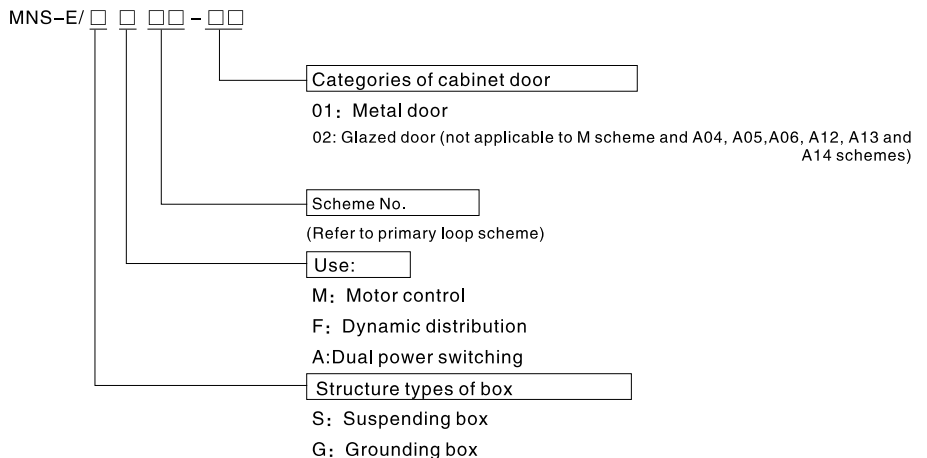 MNS-E/□ □ □□-□□
Categories of cabinet door
01: Metal door
02: Glazed door (not applicable to M scheme and A04, A05,A06, A12, A13 and
A14 schemes)
Scheme No.
(Refer to primary loop scheme)
Use:
M: Motor control
F: Dynamic distribution
A:Dual power switching
Structure types of box
S: Suspending box
G: Grounding box